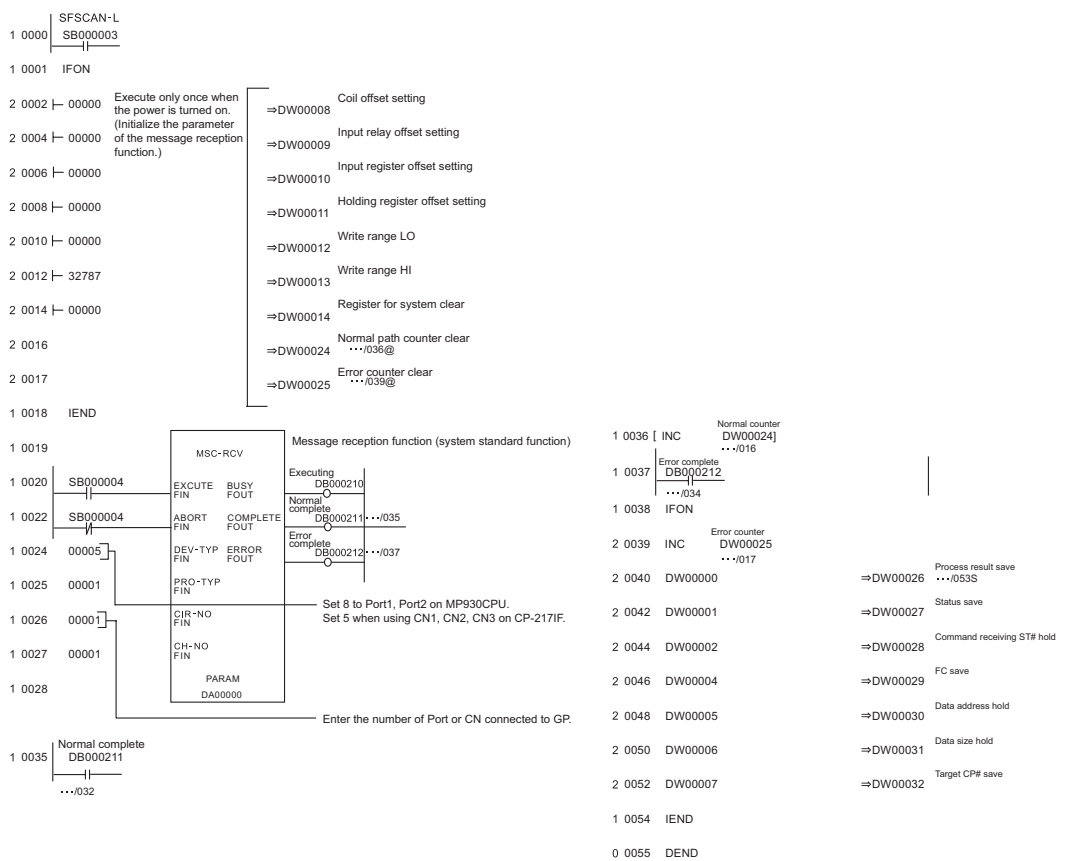 SFSCAN-L
1 0000 SB000003
1 0001 IFON
2 0002 00000 ⇒DW00008 Coil offset setting
Execute only once when
the power is turned on.
(Initialize the parameter
of the message reception
function.)
2 0004 00000 ⇒DW00009 Input relay offset setting
2 0006 00000 ⇒DW00010 Input register offset setting
2 0008 00000 ⇒DW00011 Holding register offset setting
2 0010 00000 ⇒DW00012 Write range LO
2 0012 32787 ⇒DW00013 Write range HI
2 0014 00000 ⇒DW00014 Register for system clear
2 0016 ⇒DW00024 Normal path counter clear
···/036@
2 0017 ⇒DW00025 Error counter clear
···/039@
1 0018 IEND
1 0019 MSC-RCV Message reception function (system standard function)
1 0020 SB000004 EXCUTE BUSY Executing DB000210
FIN FOUT
1 0022 SB000004 ABORT COMPLETE Normal complete DB000211 ···/035
FIN FOUT
1 0024 00005 DEV-TYP ERROR Error complete DB000212 ···/037
FIN FOUT
1 0025 00001 PRO-TYP
FIN
Set 8 to Port1, Port2 on MP930CPU.
Set 5 when using CN1, CN2, CN3 on CP-217IF.
1 0026 00001 CIR-NO
FIN
1 0027 00001 CH-NO
FIN
1 0028 PARAM
DA00000
Enter the number of Port or CN connected to GP.
Normal complete
1 0035 DB000211
···/032
Normal counter
1 0036 [ INC DW00024]
···/016
Error complete
1 0037 DB000212
···/034
1 0038 IFON
Error counter
2 0039 INC DW00025
···/017
2 0040 DW00000 ⇒DW00026 Process result save
···/053S
2 0042 DW00001 ⇒DW00027 Status save
2 0044 DW00002 ⇒DW00028 Command receiving ST# hold
2 0046 DW00004 ⇒DW00029 FC save
2 0048 DW00005 ⇒DW00030 Data address hold
2 0050 DW00006 ⇒DW00031 Data size hold
2 0052 DW00007 ⇒DW00032 Target CP# save
1 0054 IEND
0 0055 DEND